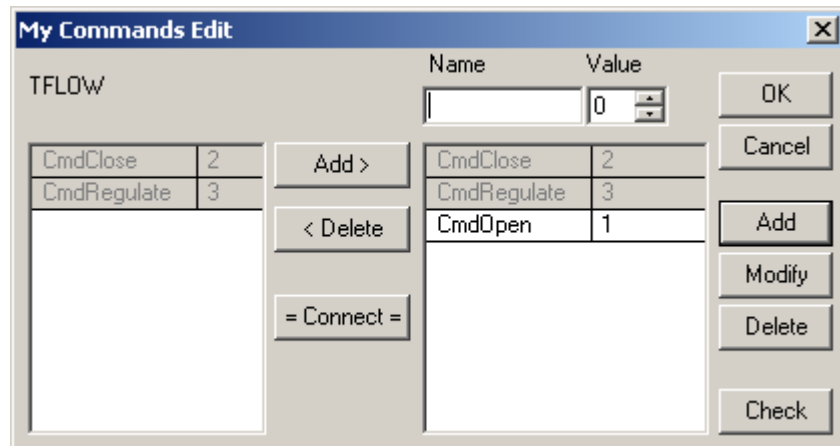 My Commands Edit
TFLOW
Name Value
0
OK
Cancel
CmdClose 2
CmdRegulate 3
Add >
< Delete
= Connect =
CmdClose 2
CmdRegulate 3
CmdOpen 1
Add
Modify
Delete
Check